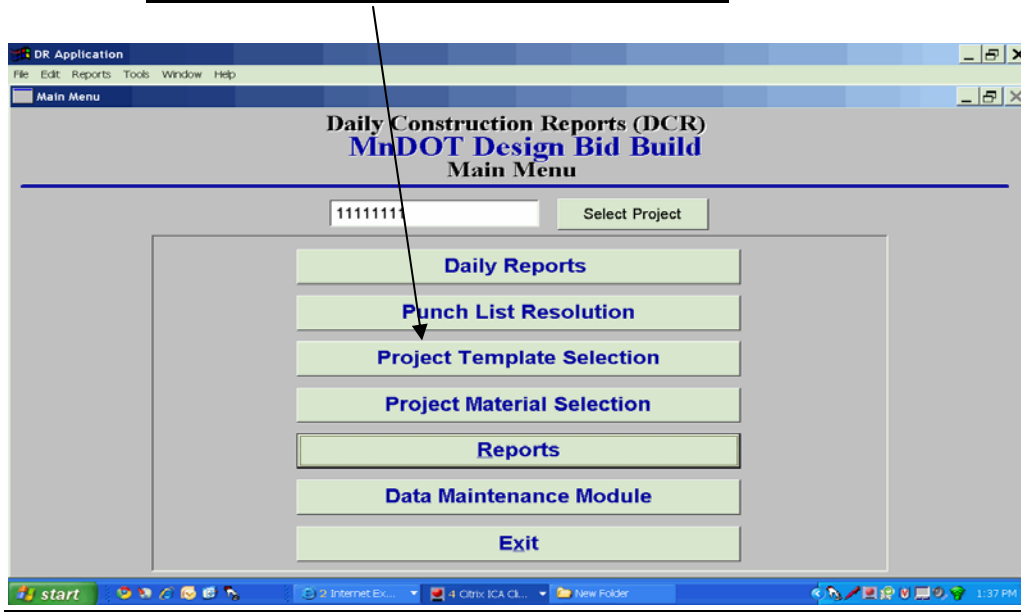 DR Application
File Edit Reports Tools Window Help
Main Menu
Daily Construction Reports (DCR)
MnDOT Design Bid Build
Main Menu
11111111 Select Project
Daily Reports
Punch List Resolution
Project Template Selection
Project Material Selection
Reports
Data Maintenance Module
Exit
start 2 Internet Ex... 4 Citrix ICA Cl... New Folder 1:37 PM